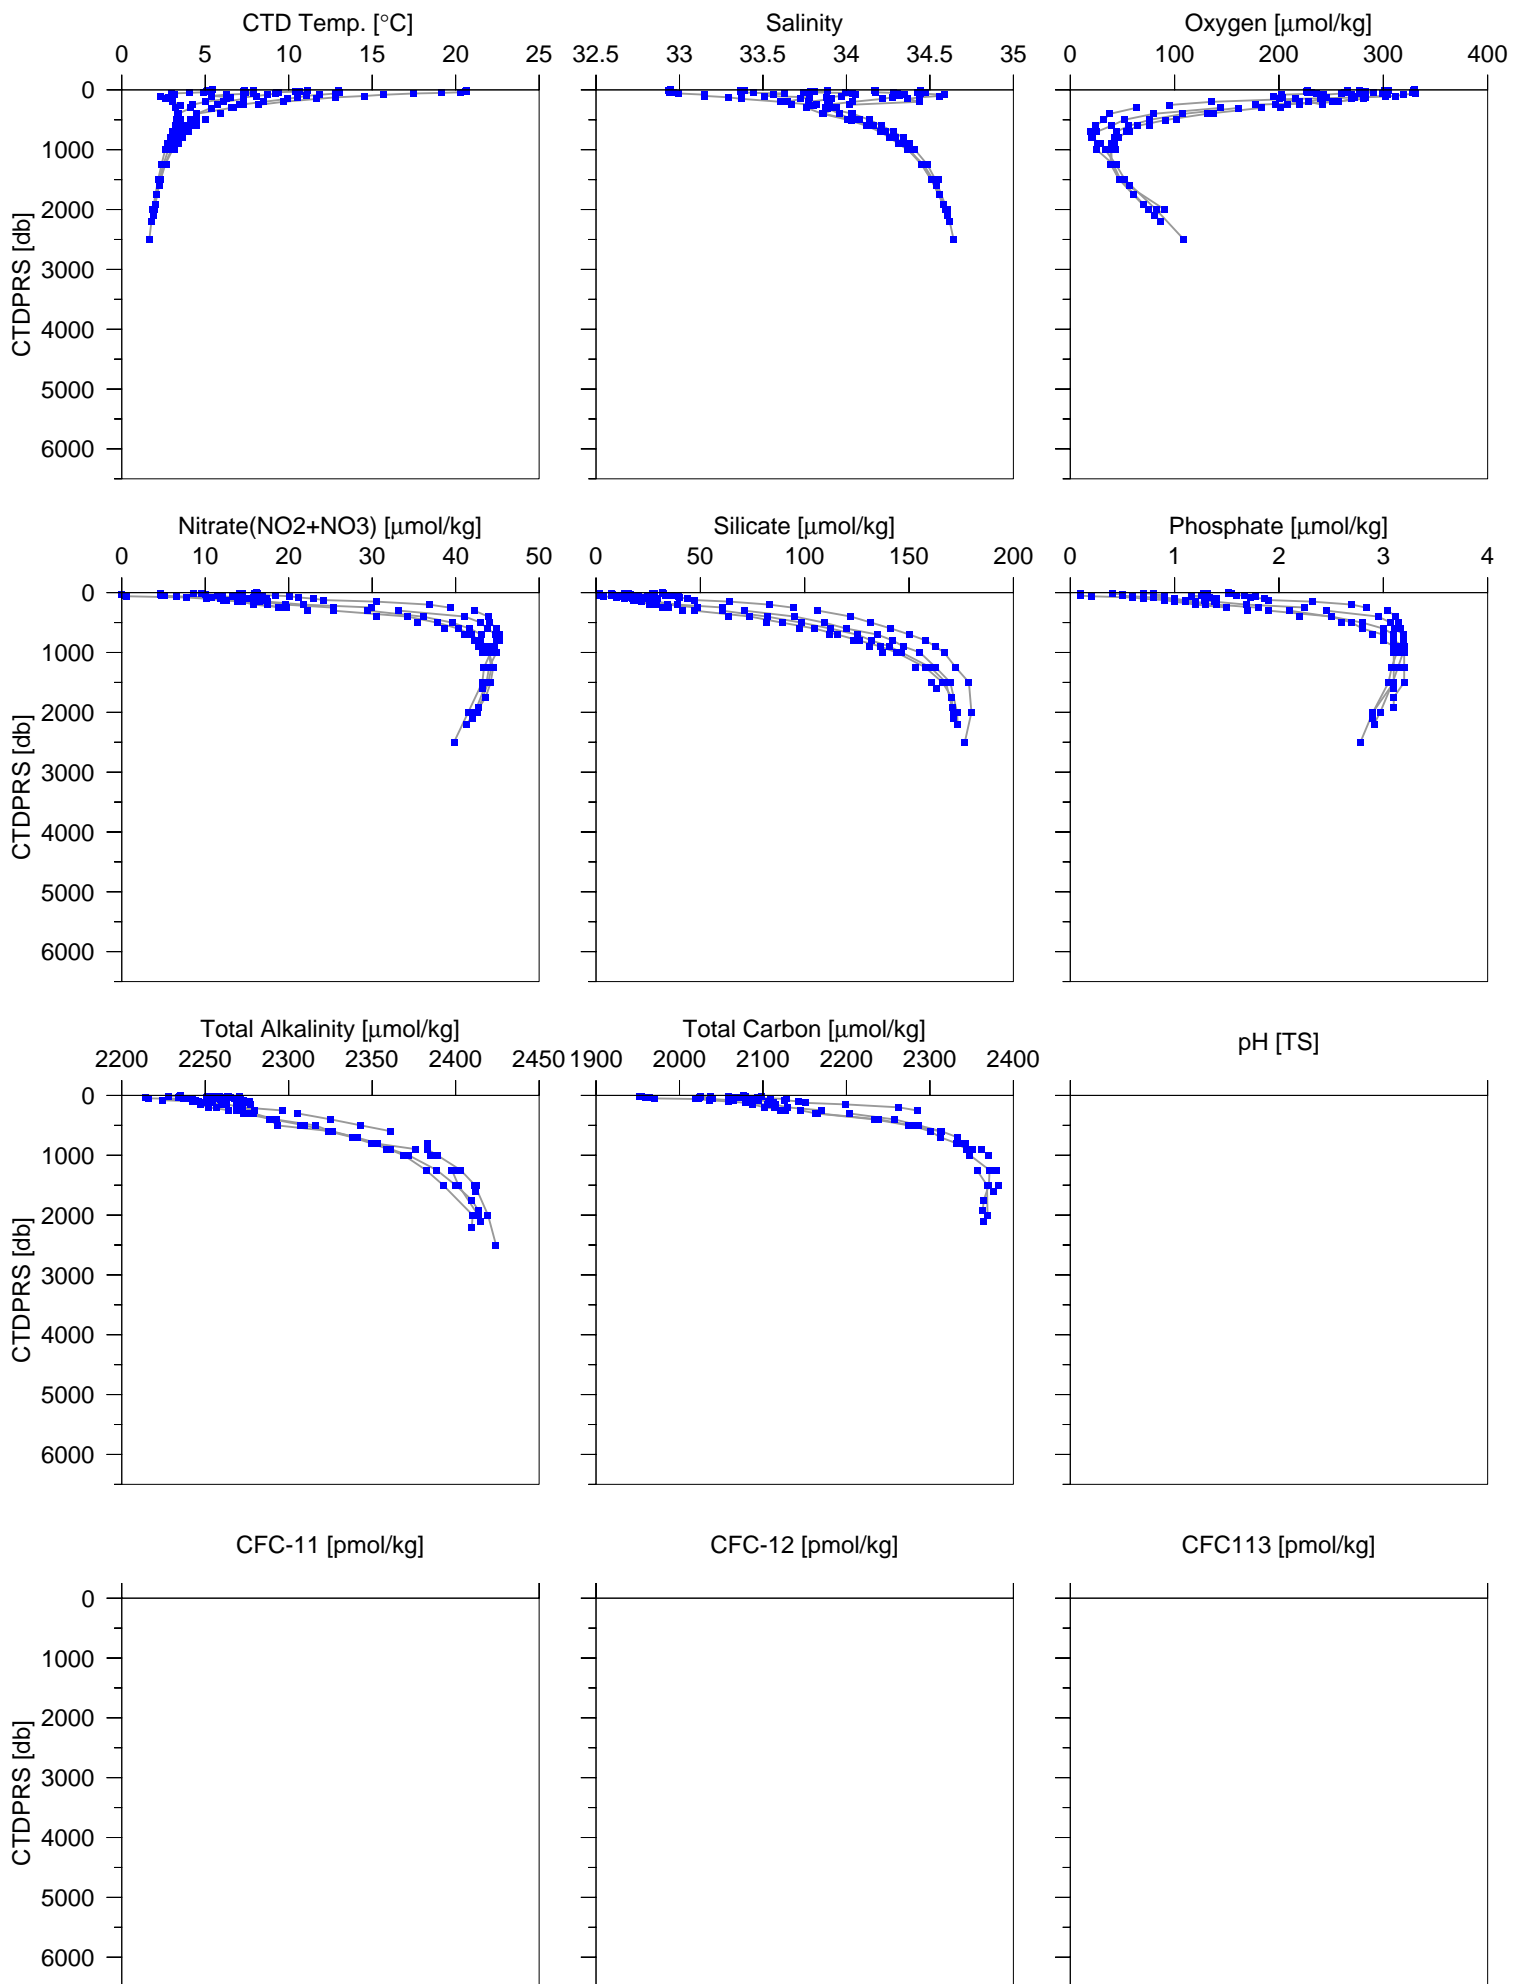 CTD Temp. [°C] Salinity Oxygen [μmol/kg]
0 5 10 15 20 25 32.5 33 33.5 34 34.5 35 0 100 200 300 400
0
1000
2000
3000
4000
5000
6000
CTDPRS [db]
Nitrate(NO2+NO3) [μmol/kg] Silicate [μmol/kg] Phosphate [μmol/kg]
0 10 20 30 40 50 0 50 100 150 200 0 1 2 3 4
0
1000
2000
3000
4000
5000
6000
CTDPRS [db]
Total Alkalinity [μmol/kg] Total Carbon [μmol/kg] pH [TS]
2200 2250 2300 2350 2400 2450 1900 2000 2100 2200 2300 2400
0
1000
2000
3000
4000
5000
6000
CTDPRS [db]
CFC-11 [pmol/kg] CFC-12 [pmol/kg] CFC113 [pmol/kg]
0
1000
2000
3000
4000
5000
6000
CTDPRS [db]